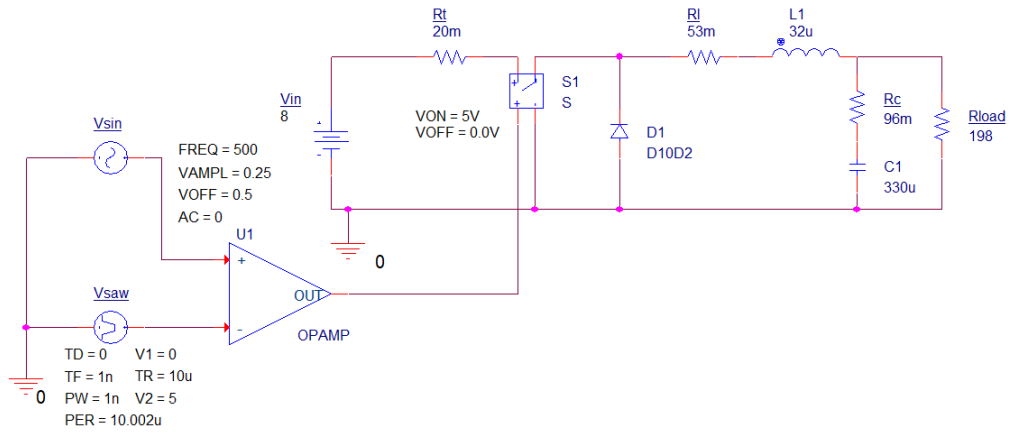 Rt
20m
Rl
53m
L1
32u
Vin
8
+
-
+
+
-
S1
S
VON = 5V
VOFF = 0.0V
D1
D10D2
Rc
96m
C1
330u
Rload
198
0
Vsin
FREQ = 500
VAMPL = 0.25
VOFF = 0.5
AC = 0
U1
+
-
OUT
OPAMP
Vsaw
TD = 0 V1 = 0
TF = 1n TR = 10u
PW = 1n V2 = 5
PER = 10.002u
0